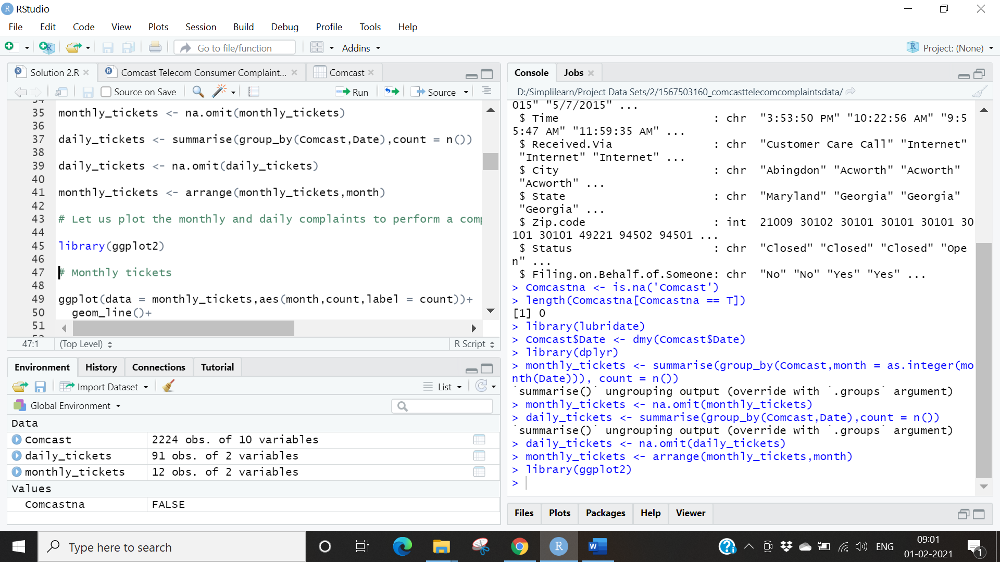 RStudio
File Edit Code View Plots Session Build Debug Profile Tools Help
Go to file/function Addins Project: (None)
Solution 2.R Comcast Telecom Consumer Complaint... Comcast
Source on Save Run Source
35 monthly_tickets <- na.omit(monthly_tickets)
36
37 daily_tickets <- summarise(group_by(Comcast,Date),count = n())
38
39 daily_tickets <- na.omit(daily_tickets)
40
41 monthly_tickets <- arrange(monthly_tickets,month)
42
43 # Let us plot the monthly and daily complaints to perform a com
44
45 library(ggplot2)
46
47 # Monthly tickets
48
49 ggplot(data = monthly_tickets,aes(month,count,label = count))+
50 geom_line()+
51
47:1 (Top Level) R Script
Environment History Connections Tutorial
Import Dataset List
Global Environment
Data
Comcast 2224 obs. of 10 variables
daily_tickets 91 obs. of 2 variables
monthly_tickets 12 obs. of 2 variables
Values
Comcastna FALSE
Console Jobs
D:/Simplilearn/Project Data Sets/2/1567503160_comcasttelecomcomplaintsdata/
015" "5/7/2015" ...
$ Time : chr "3:53:50 PM" "10:22:56 AM" "9:5
5:47 AM" "11:59:35 AM" ...
$ Received.Via : chr "Customer Care Call" "Internet"
"Internet" "Internet" ...
$ City : chr "Abingdon" "Acworth" "Acworth"
"Acworth" ...
$ State : chr "Maryland" "Georgia" "Georgia"
"Georgia" ...
$ Zip.code : int 21009 30102 30101 30101 30101 30
101 30101 49221 94502 94501 ...
$ Status : chr "Closed" "Closed" "Closed" "Ope
n" ...
$ Filing.on.Behalf.of.Someone: chr "No" "No" "Yes" "Yes" ...
> Comcastna <- is.na('Comcast')
> length(Comcastna[Comcastna == T])
[1] 0
> library(lubridate)
> Comcast$Date <- dmy(Comcast$Date)
> library(dplyr)
> monthly_tickets <- summarise(group_by(Comcast,month = as.integer(mo
nth(Date))), count = n())
`summarise()` ungrouping output (override with `.groups` argument)
> monthly_tickets <- na.omit(monthly_tickets)
> daily_tickets <- summarise(group_by(Comcast,Date),count = n())
`summarise()` ungrouping output (override with `.groups` argument)
> daily_tickets <- na.omit(daily_tickets)
> monthly_tickets <- arrange(monthly_tickets,month)
> library(ggplot2)
>
Files Plots Packages Help Viewer
Type here to search
ENG
09:01
01-02-2021
1